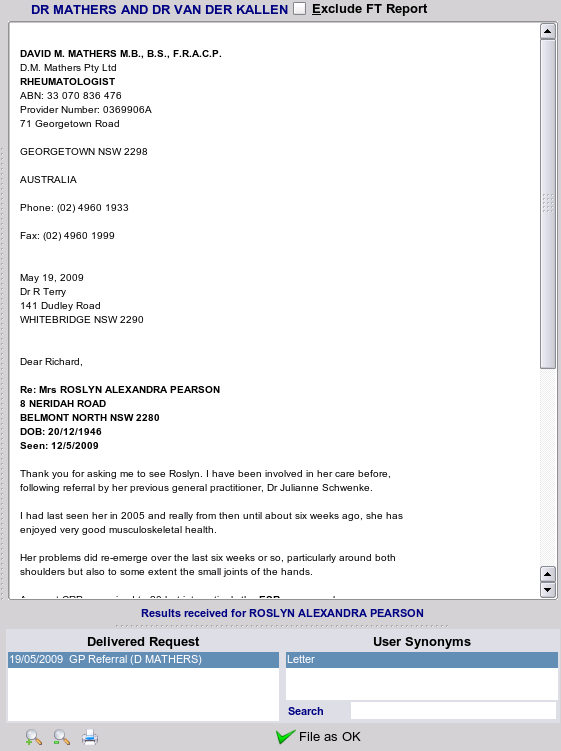 DR MATHERS AND DR VAN DER KALLEN Exclude FT Report
DAVID M. MATHERS M.B., B.S., F.R.A.C.P.
D.M. Mathers Pty Ltd
RHEUMATOLOGIST
ABN: 33 070 836 476
Provider Number: 0369906A
71 Georgetown Road
GEORGETOWN NSW 2298
AUSTRALIA
Phone: (02) 4960 1933
Fax: (02) 4960 1999
May 19, 2009
Dr R Terry
141 Dudley Road
WHITEBRIDGE NSW 2290
Dear Richard,
Re: Mrs ROSLYN ALEXANDRA PEARSON
8 NERIDAH ROAD
BELMONT NORTH NSW 2280
DOB: 20/12/1946
Seen: 12/5/2009
Thank you for asking me to see Roslyn. I have been involved in her care before,
following referral by her previous general practitioner, Dr Julianne Schwenke.
I had last seen her in 2005 and really from then until about six weeks ago, she has
enjoyed very good musculoskeletal health.
Her problems did re-emerge over the last six weeks or so, particularly around both
shoulders but also to some extent the small joints of the hands.
Results received for ROSLYN ALEXANDRA PEARSON
Delivered Request
User Synonyms
19/05/2009 GP Referral (D MATHERS)
Letter
Search
File as OK